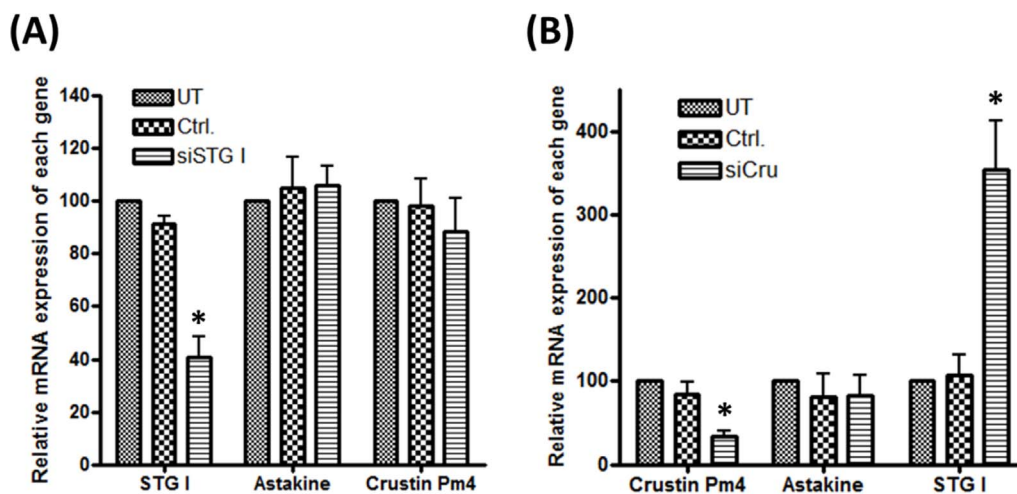 (A)
Relative mRNA expression of each gene
140
120
100
80
60
40
20
0
UT
Ctrl.
siSTG I
*
STG I
Astakine
Crustin Pm4
(B)
Relative mRNA expression of each gene
400
300
200
100
0
UT
Ctrl.
siCru
*
*
Crustin Pm4
Astakine
STG I